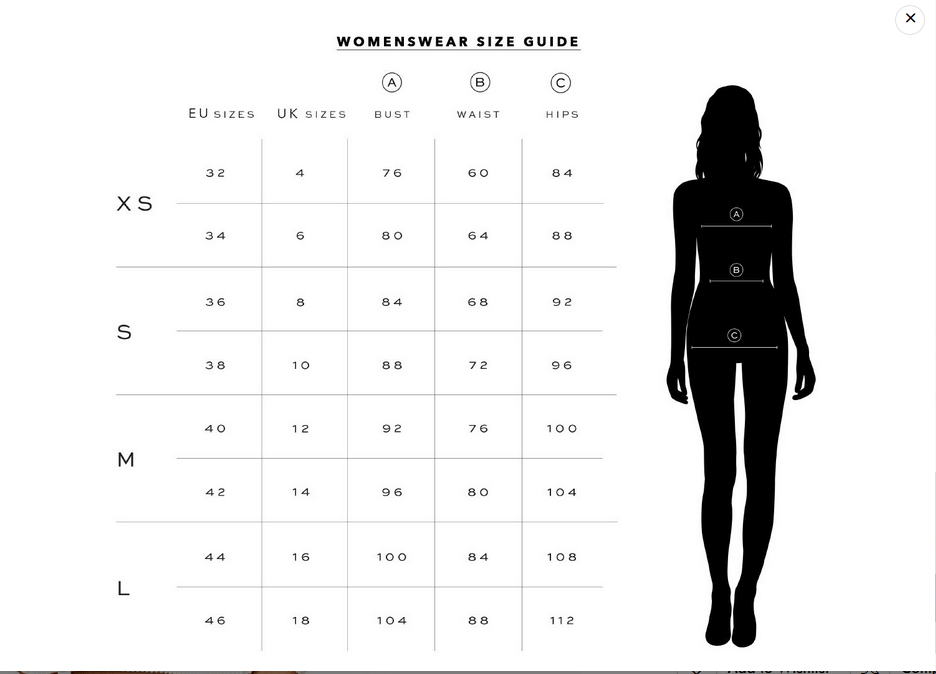 WOMENSWEAR SIZE GUIDE
A B C
EU SIZES UK SIZES BUST WAIST HIPS
XS
32 4 76 60 84
34 6 80 64 88
S
36 8 84 68 92
38 10 88 72 96
M
40 12 92 76 100
42 14 96 80 104
L
44 16 100 84 108
46 18 104 88 112
A
B
C